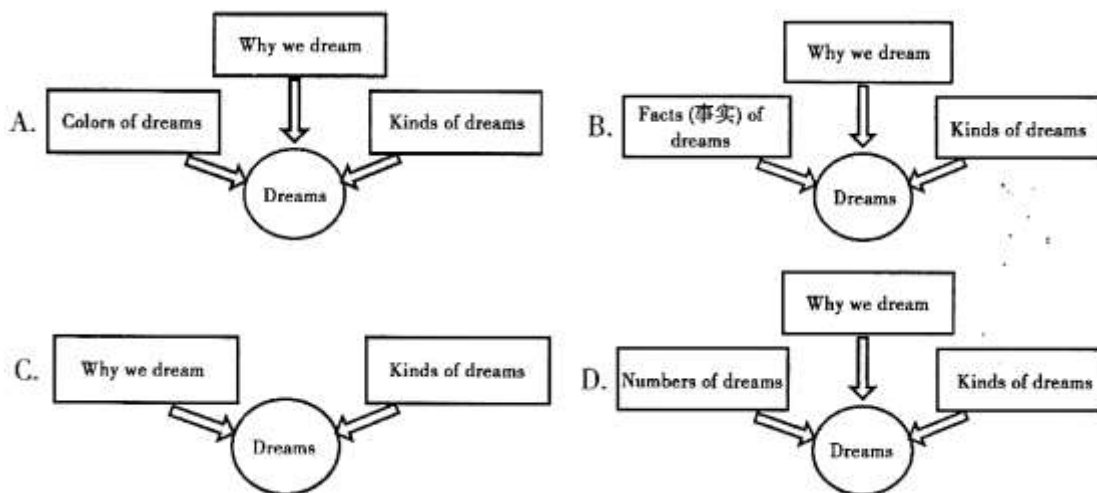 A.
Why we dream
Colors of dreams
Kinds of dreams
Dreams
B.
Why we dream
Facts (事实) of
dreams
Kinds of dreams
Dreams
C.
Why we dream
Kinds of dreams
Dreams
D.
Why we dream
Numbers of dreams
Kinds of dreams
Dreams